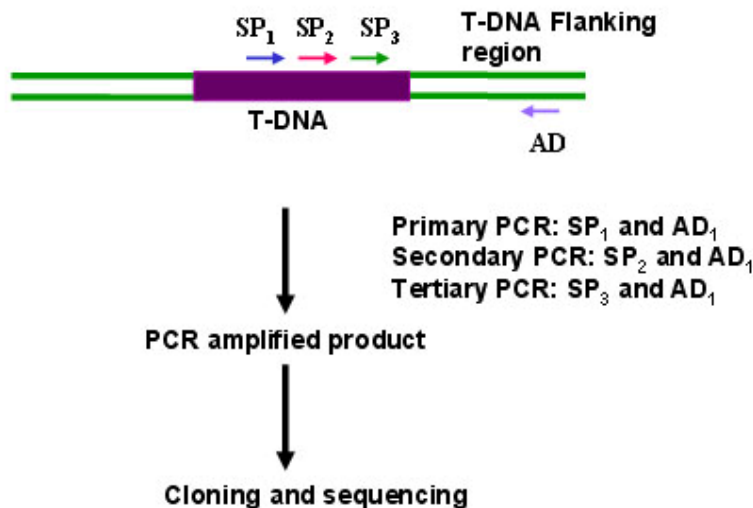 SP₁ SP₂ SP₃
T-DNA Flanking
region
T-DNA
AD
Primary PCR: SP₁ and AD₁
Secondary PCR: SP₂ and AD₁
Tertiary PCR: SP₃ and AD₁
PCR amplified product
Cloning and sequencing